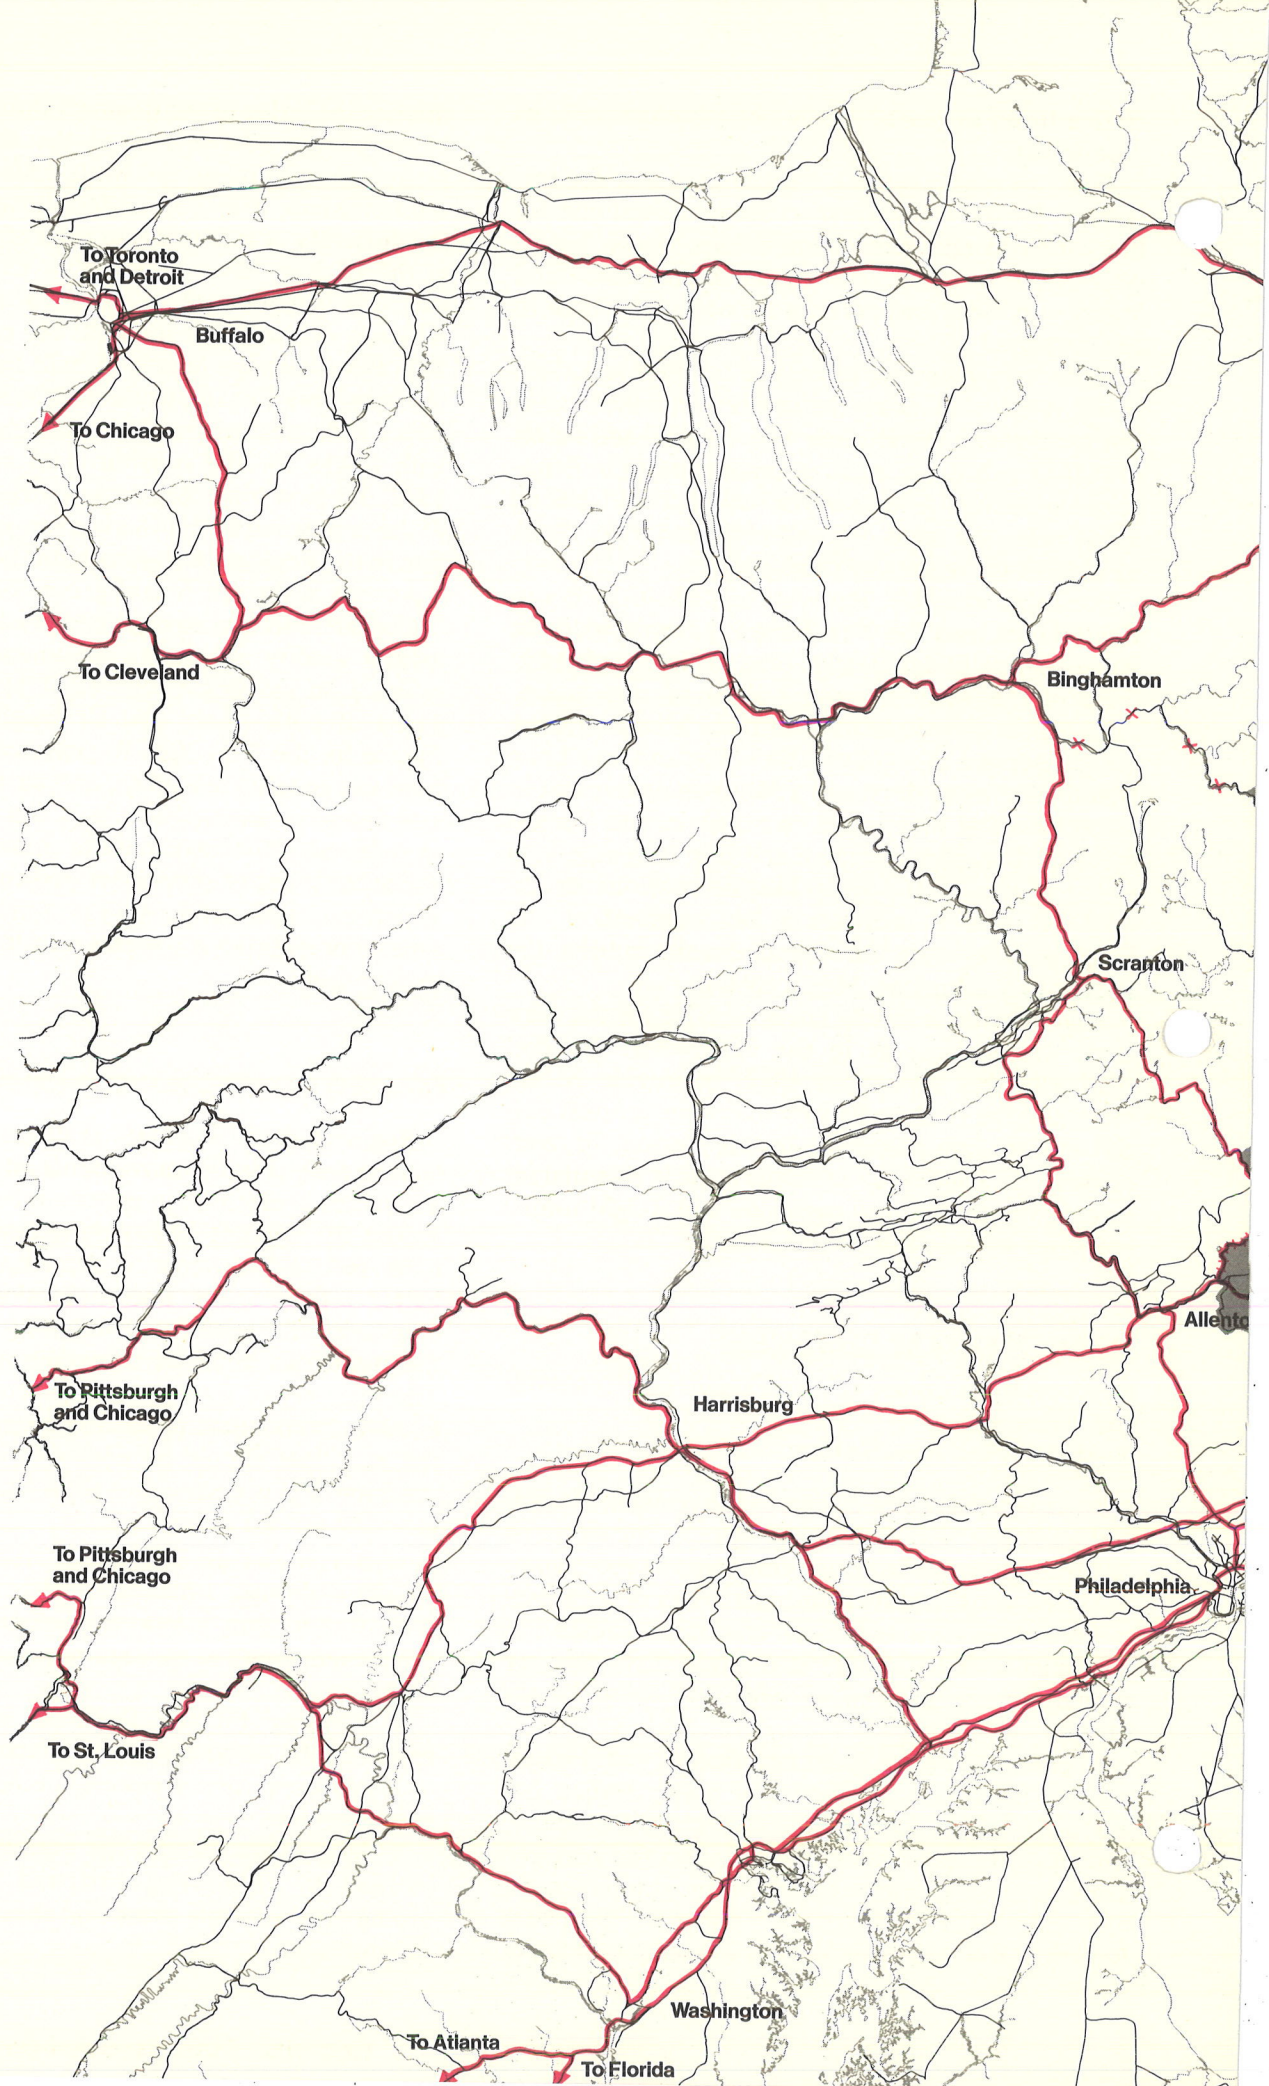 To Toronto
and Detroit
Buffalo
To Chicago
To Cleveland
Binghamton
Scranton
Allento
To Pittsburgh
and Chicago
Harrisburg
To Pittsburgh
and Chicago
Philadelphia
To St. Louis
Washington
To Atlanta
To Florida